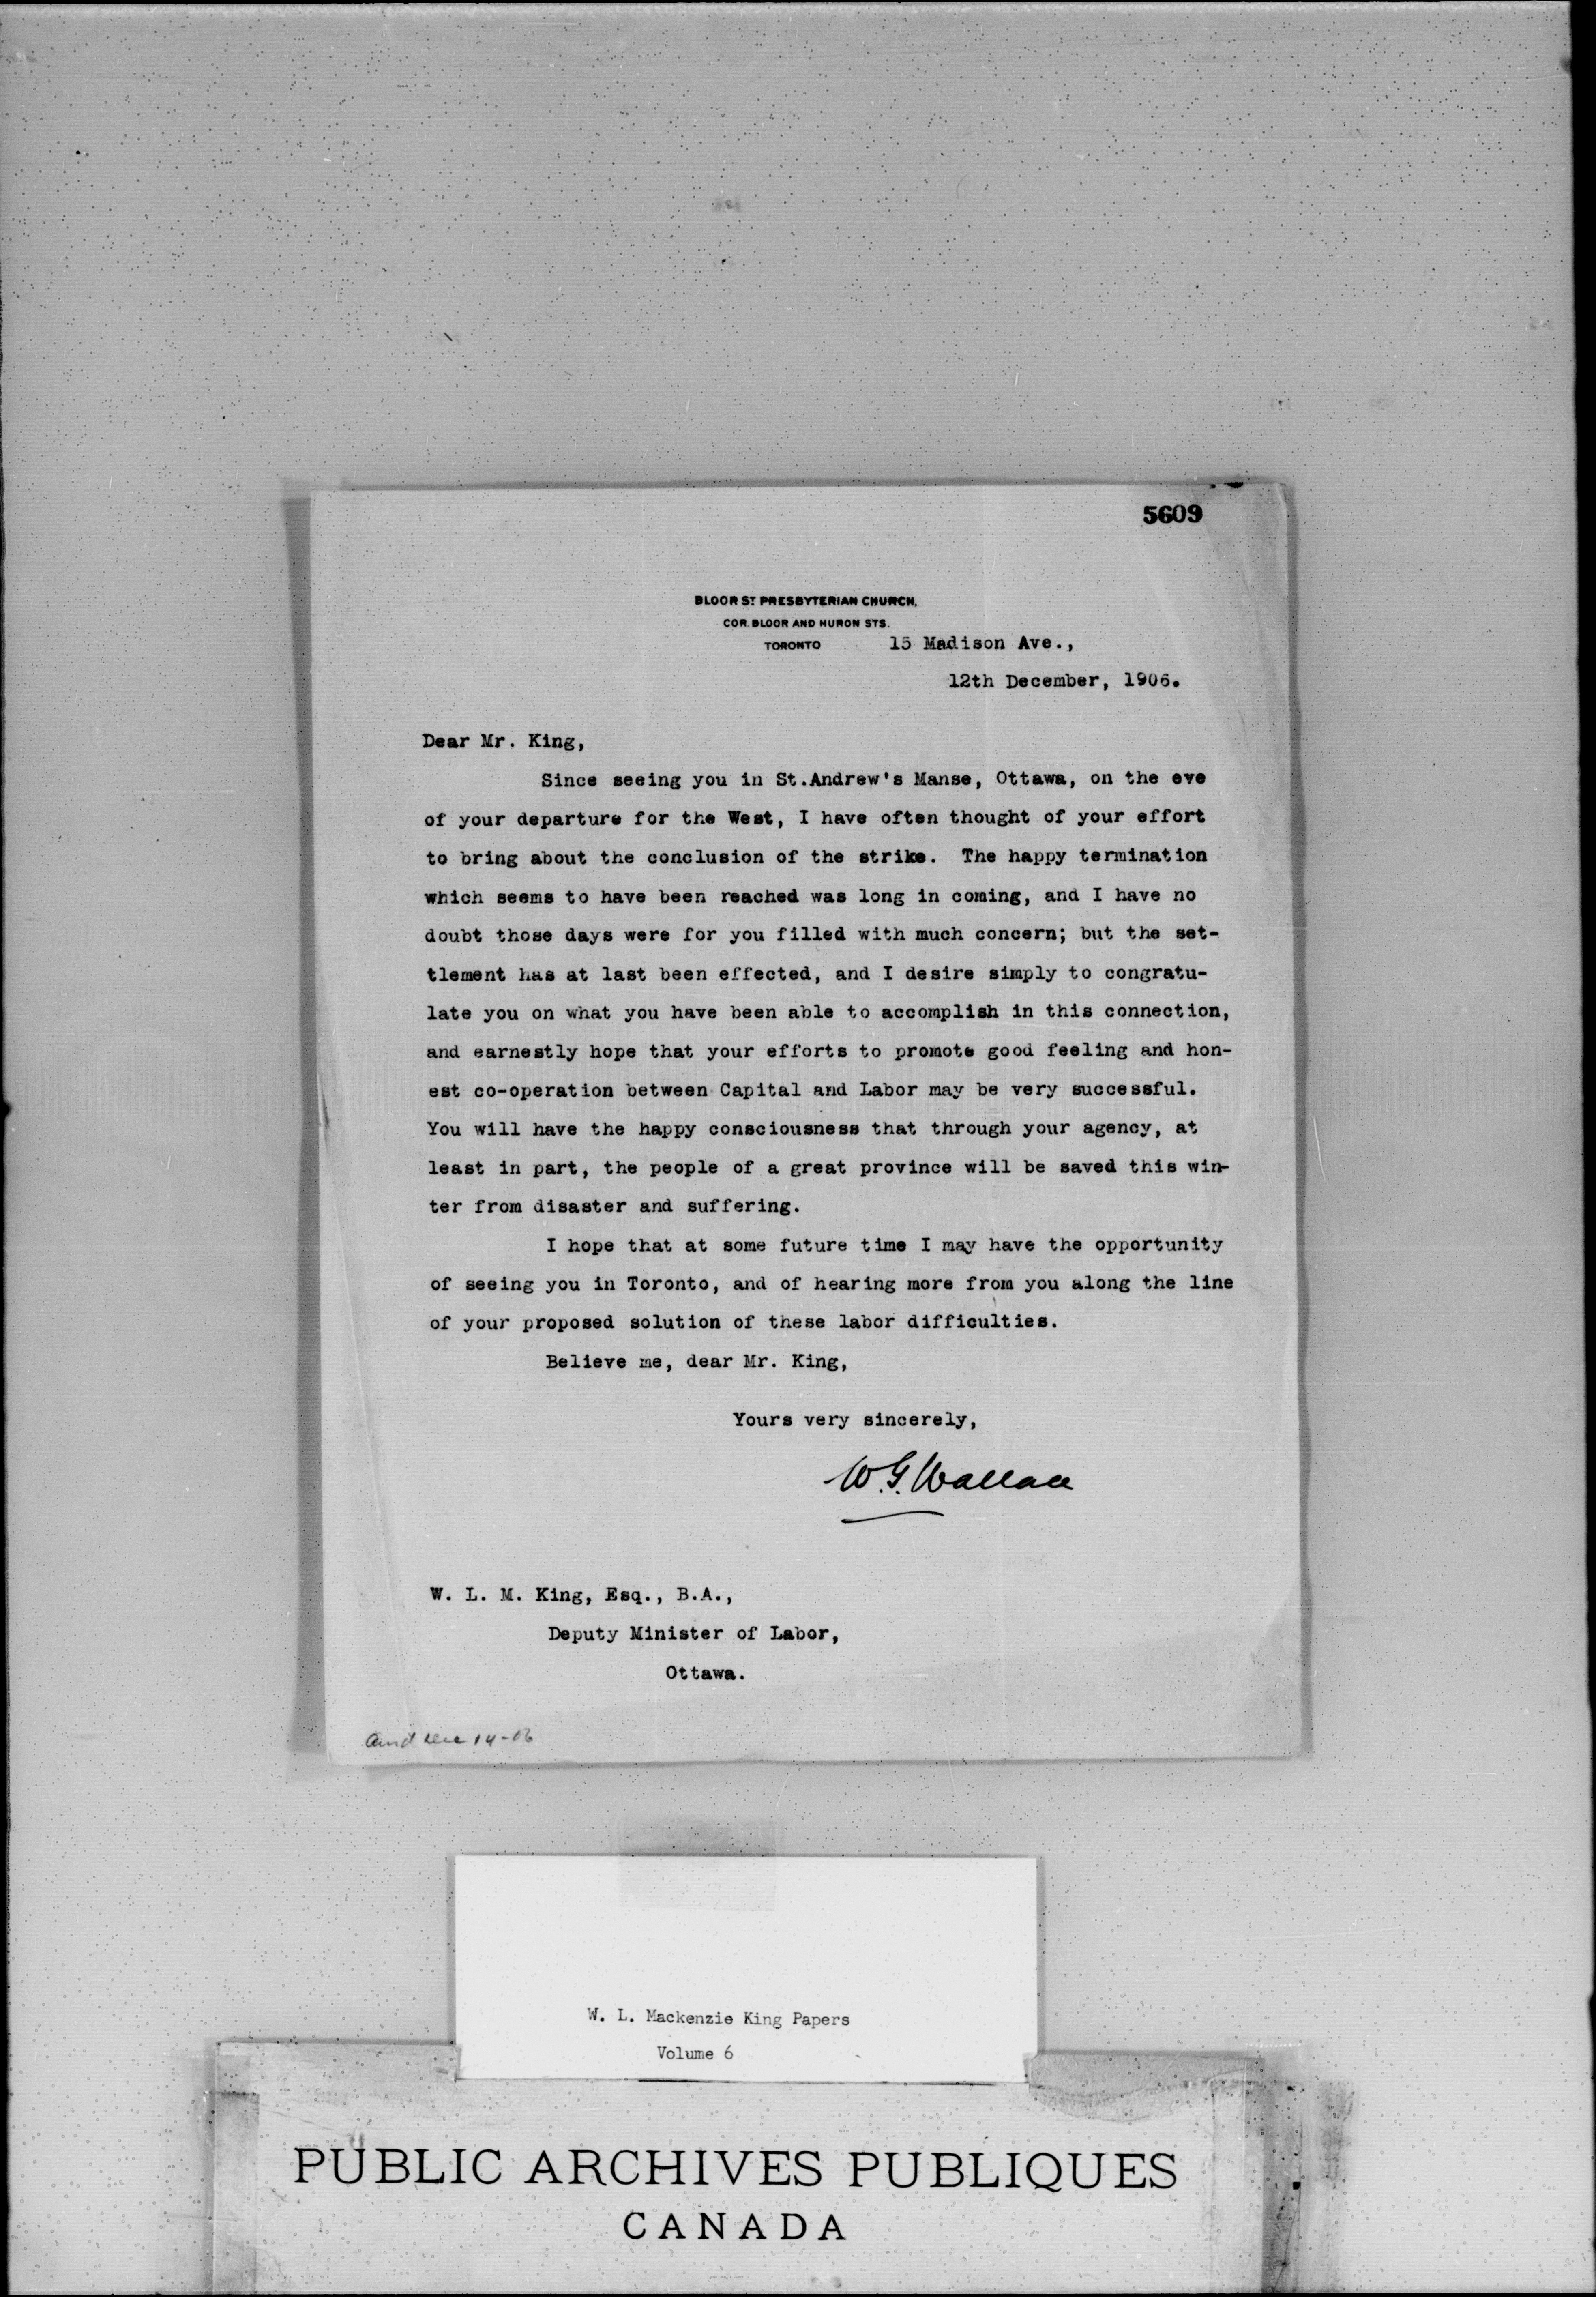 5609
BLOOR ST PRESBYTERIAN CHURCH,
COR. BLOOR AND HURON STS.
TORONTO 15 Madison Ave.,
12th December, 1906.
Dear Mr. King,
Since seeing you in St.Andrew's Manse, Ottawa, on the eve
of your departure for the West, I have often thought of your effort
to bring about the conclusion of the strike. The happy termination
which seems to have been reached was long in coming, and I have no
doubt those days were for you filled with much concern; but the set-
tlement has at last been effected, and I desire simply to congratu-
late you on what you have been able to accomplish in this connection,
and earnestly hope that your efforts to promote good feeling and hon-
est co-operation between Capital and Labor may be very successful.
You will have the happy consciousness that through your agency, at
least in part, the people of a great province will be saved this win-
ter from disaster and suffering.
I hope that at some future time I may have the opportunity
of seeing you in Toronto, and of hearing more from you along the line
of your proposed solution of these labor difficulties.
Believe me, dear Mr. King,
Yours very sincerely,
W.G. Wallace
W. L. M. King, Esq., B.A.,
Deputy Minister of Labor,
Ottawa.
Dec 14-06
W. L. Mackenzie King Papers
Volume 6
PUBLIC ARCHIVES PUBLIQUES
CANADA